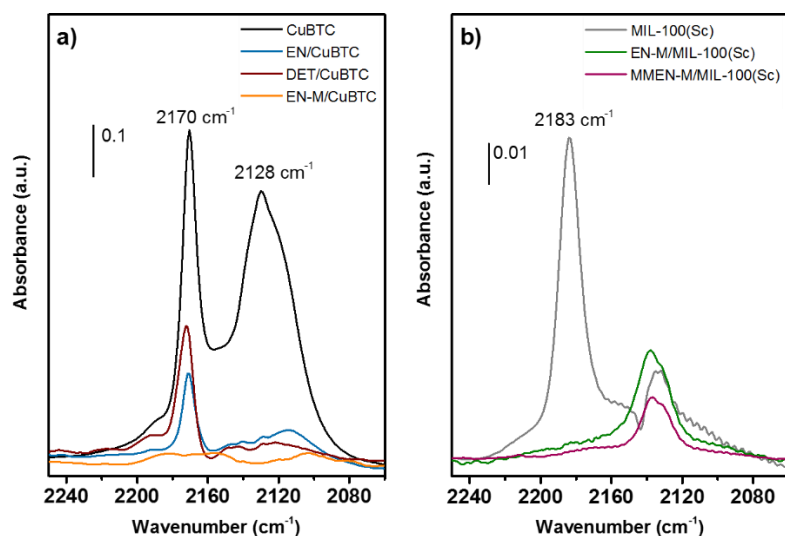 a)
CuBTC
EN/CuBTC
DET/CuBTC
EN-M/CuBTC
0.1
2170 cm⁻¹
2128 cm⁻¹
Absorbance (a.u.)
2240 2200 2160 2120 2080
Wavenumber (cm⁻¹)
b)
MIL-100(Sc)
EN-M/MIL-100(Sc)
MMEN-M/MIL-100(Sc)
2183 cm⁻¹
0.01
Absorbance (a.u.)
2240 2200 2160 2120 2080
Wavenumber (cm⁻¹)